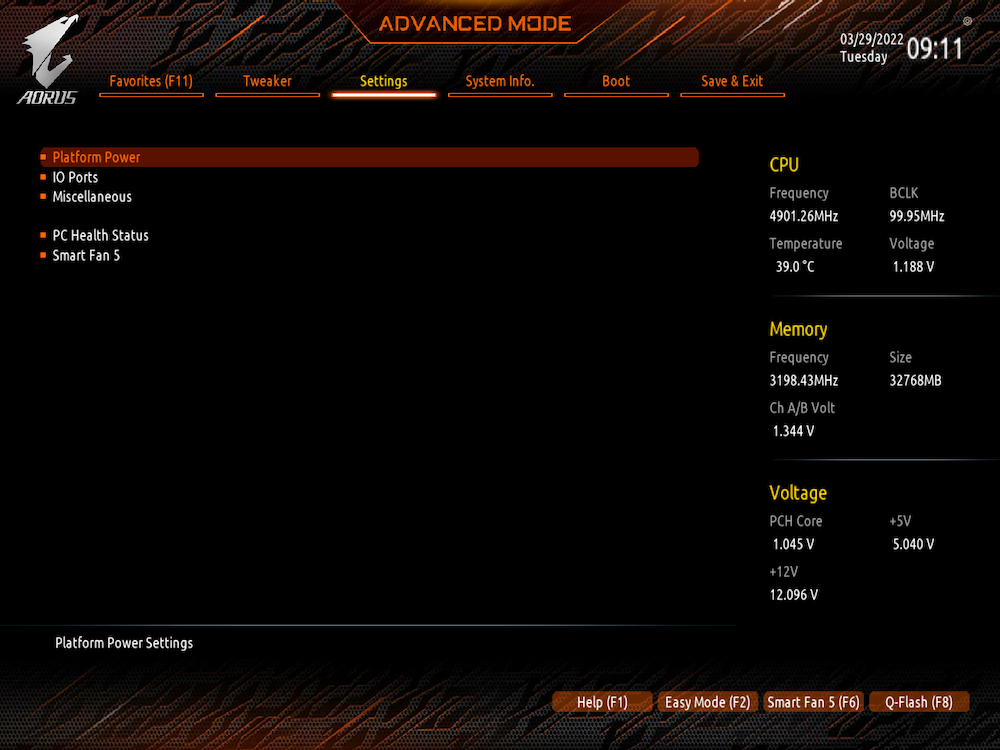 ADVANCED MODE
03/29/2022
Tuesday
09:11
AORUS
Favorites (F11) Tweaker Settings System Info. Boot Save & Exit
Platform Power
IO Ports
Miscellaneous
PC Health Status
Smart Fan 5
CPU
Frequency BCLK
4901.26MHz 99.95MHz
Temperature Voltage
39.0 °C 1.188 V
Memory
Frequency Size
3198.43MHz 32768MB
Ch A/B Volt
1.344 V
Voltage
PCH Core +5V
1.045 V 5.040 V
+12V
12.096 V
Platform Power Settings
Help (F1) Easy Mode (F2) Smart Fan 5 (F6) Q-Flash (F8)